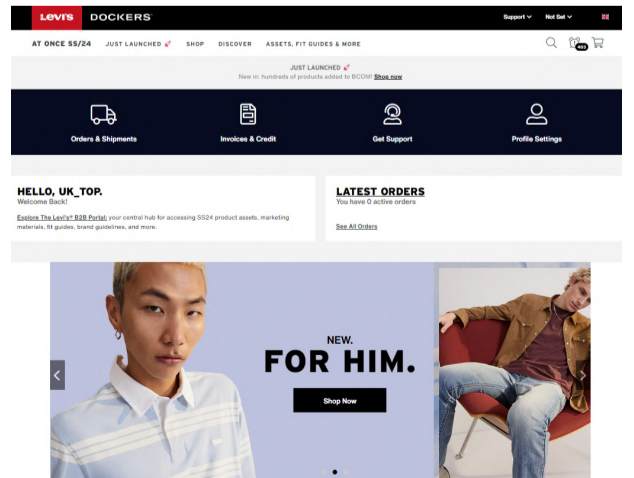 Levi's DOCKERS Support Not Set
AT ONCE SS/24 JUST LAUNCHED 🚀 SHOP DISCOVER ASSETS, FIT GUIDES & MORE
JUST LAUNCHED 🚀
New in: hundreds of products added to BCOM! Shop now
Orders & Shipments Invoices & Credit Get Support Profile Settings
HELLO, UK_TOP.
Welcome Back!
Explore The Levi's® B2B Portal: your central hub for accessing SS24 product assets, marketing
materials, fit guides, brand guidelines, and more.
LATEST ORDERS
You have 0 active orders
See All Orders
NEW.
FOR HIM.
Shop Now